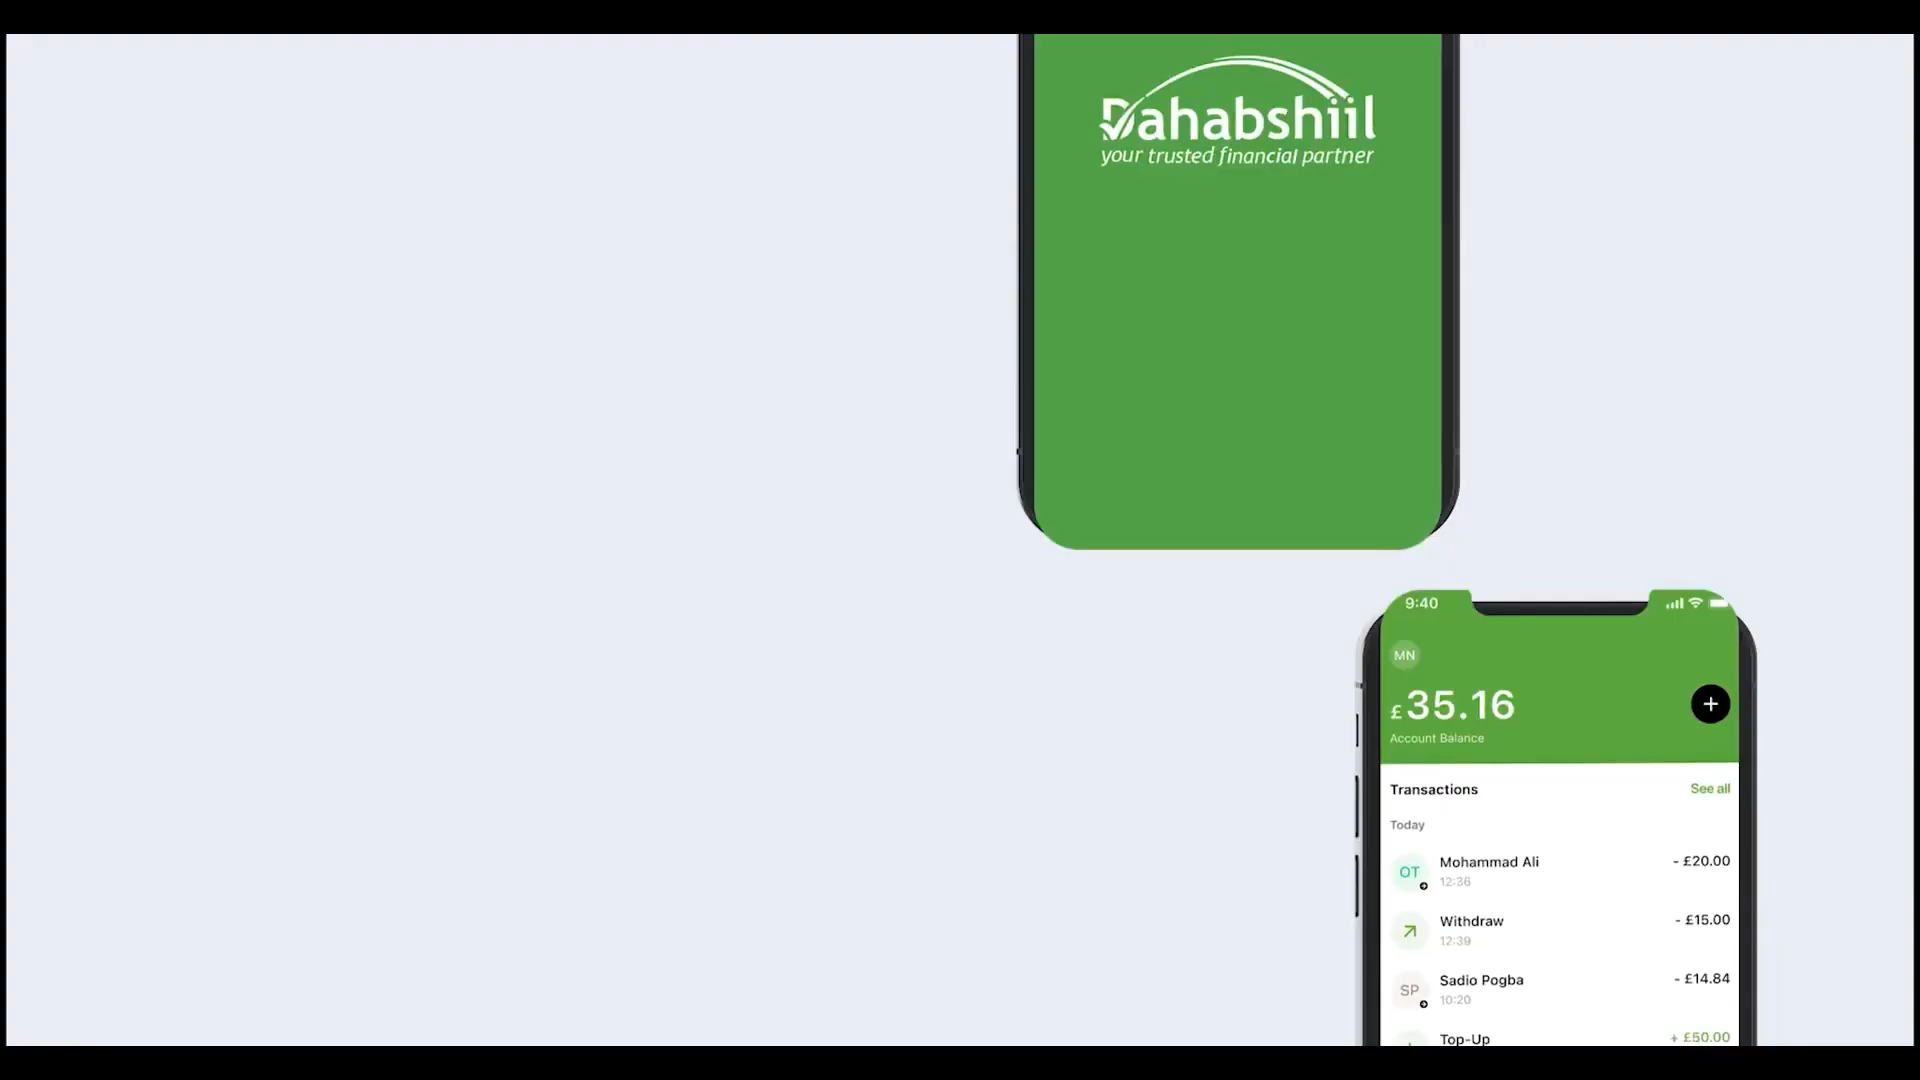 Dahabshiil
your trusted financial partner
9:40
MN
£35.16
Account Balance
Transactions See all
Today
OT Mohammad Ali - £20.00
12:36
Withdraw - £15.00
12:39
SP Sadio Pogba - £14.84
10:20
Top-Up + £50.00